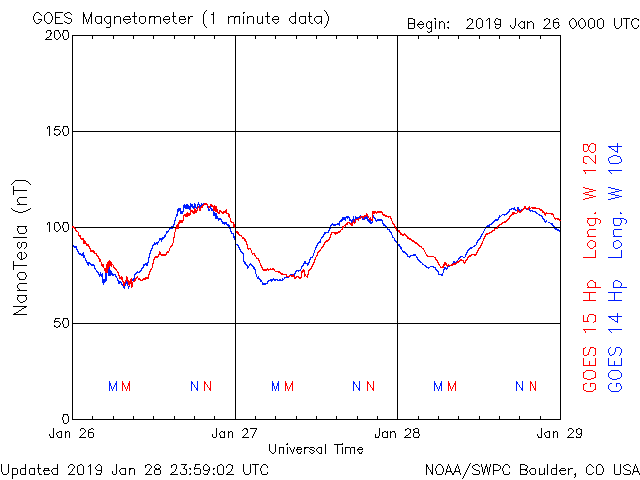 GOES Magnetometer (1 minute data)
Begin: 2019 Jan 26 0000 UTC
200
150
100
50
0
NanoTesla (nT)
M M N N M M N N M M N N
Jan 26 Jan 27 Jan 28 Jan 29
Universal Time
GOES 15 Hp Long. W 128
GOES 14 Hp Long. W 104
Updated 2019 Jan 28 23:59:02 UTC
NOAA/SWPC Boulder, CO USA